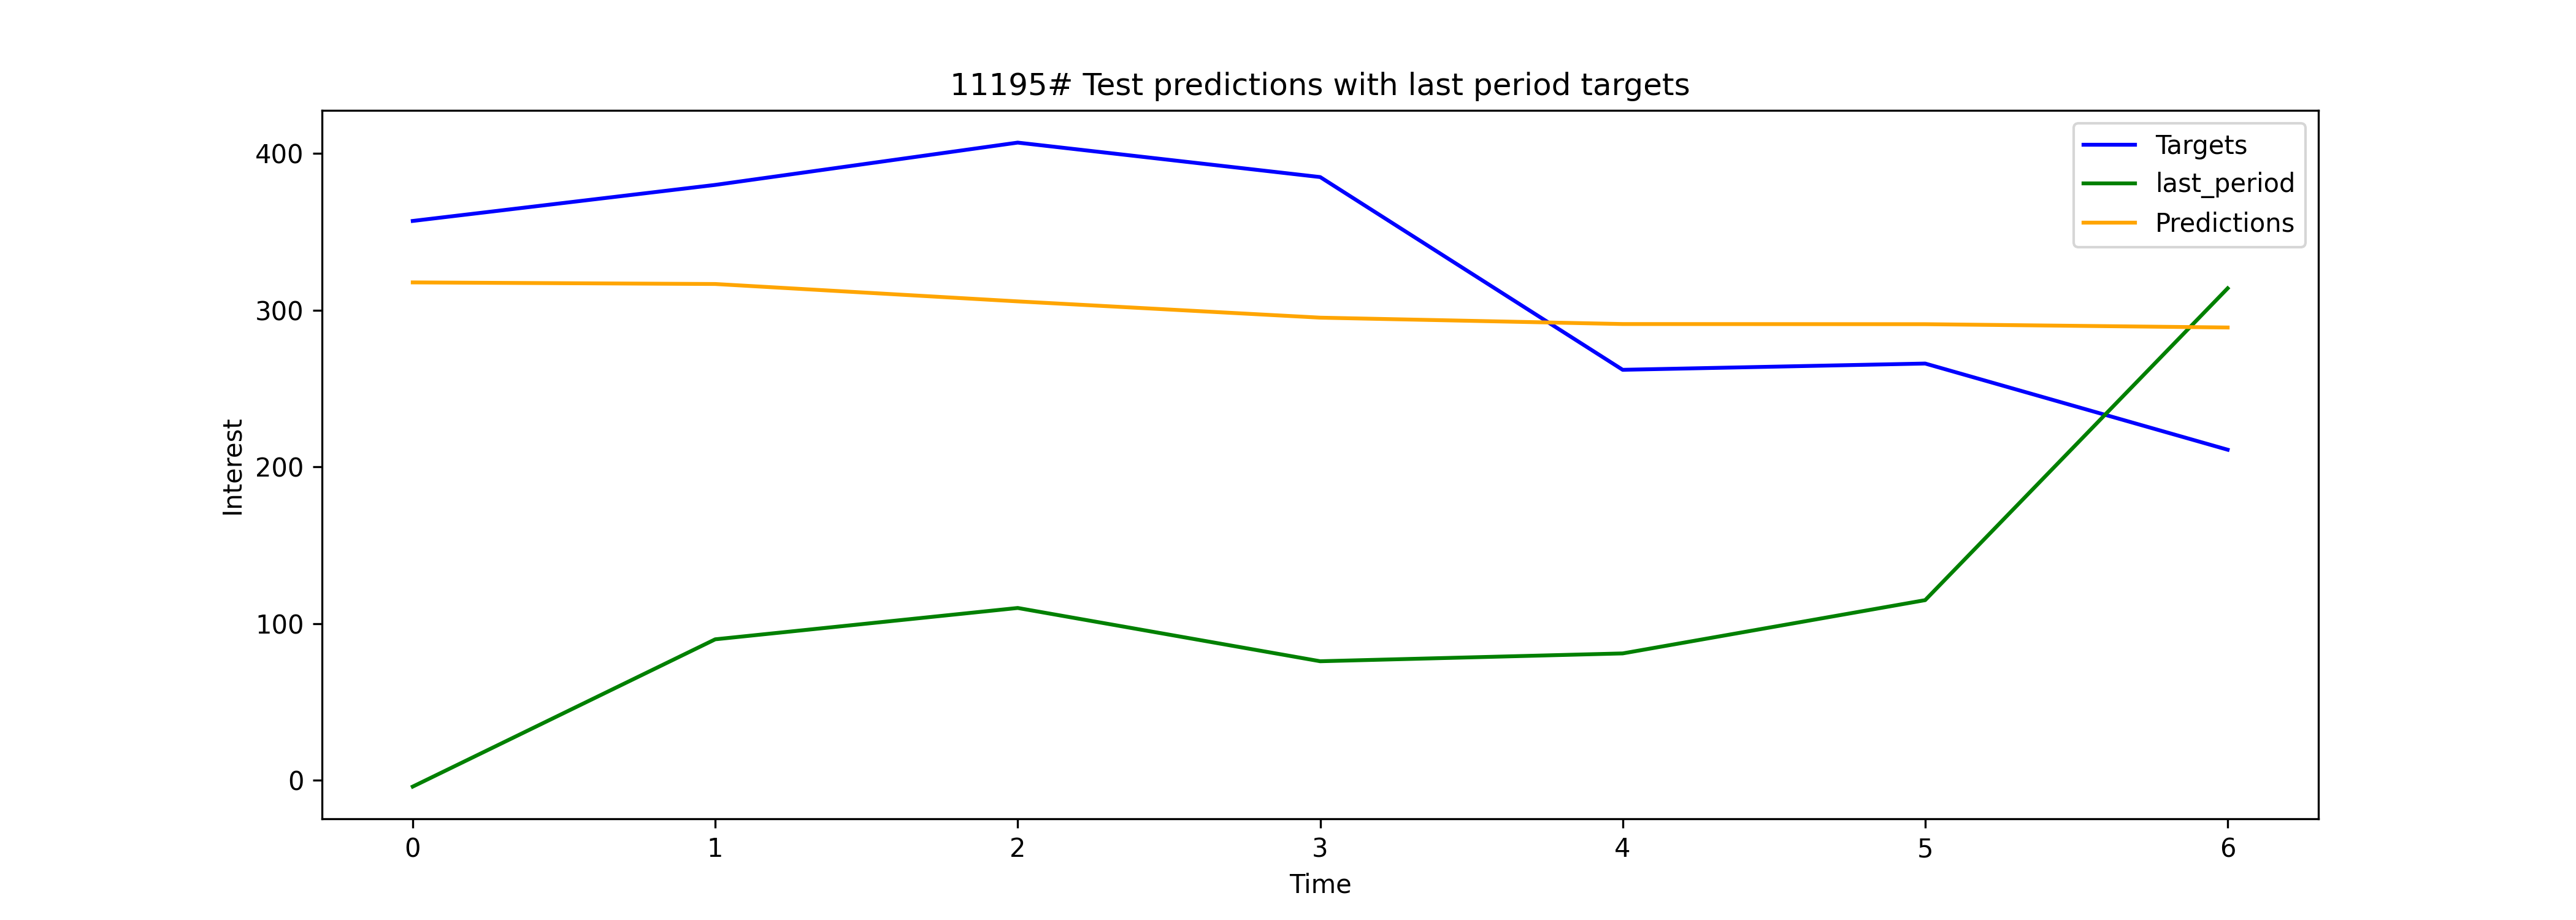 11195# Test predictions with last period targets
Targets
last_period
Predictions
400
300
200
100
0
Interest
0 1 2 3 4 5 6
Time